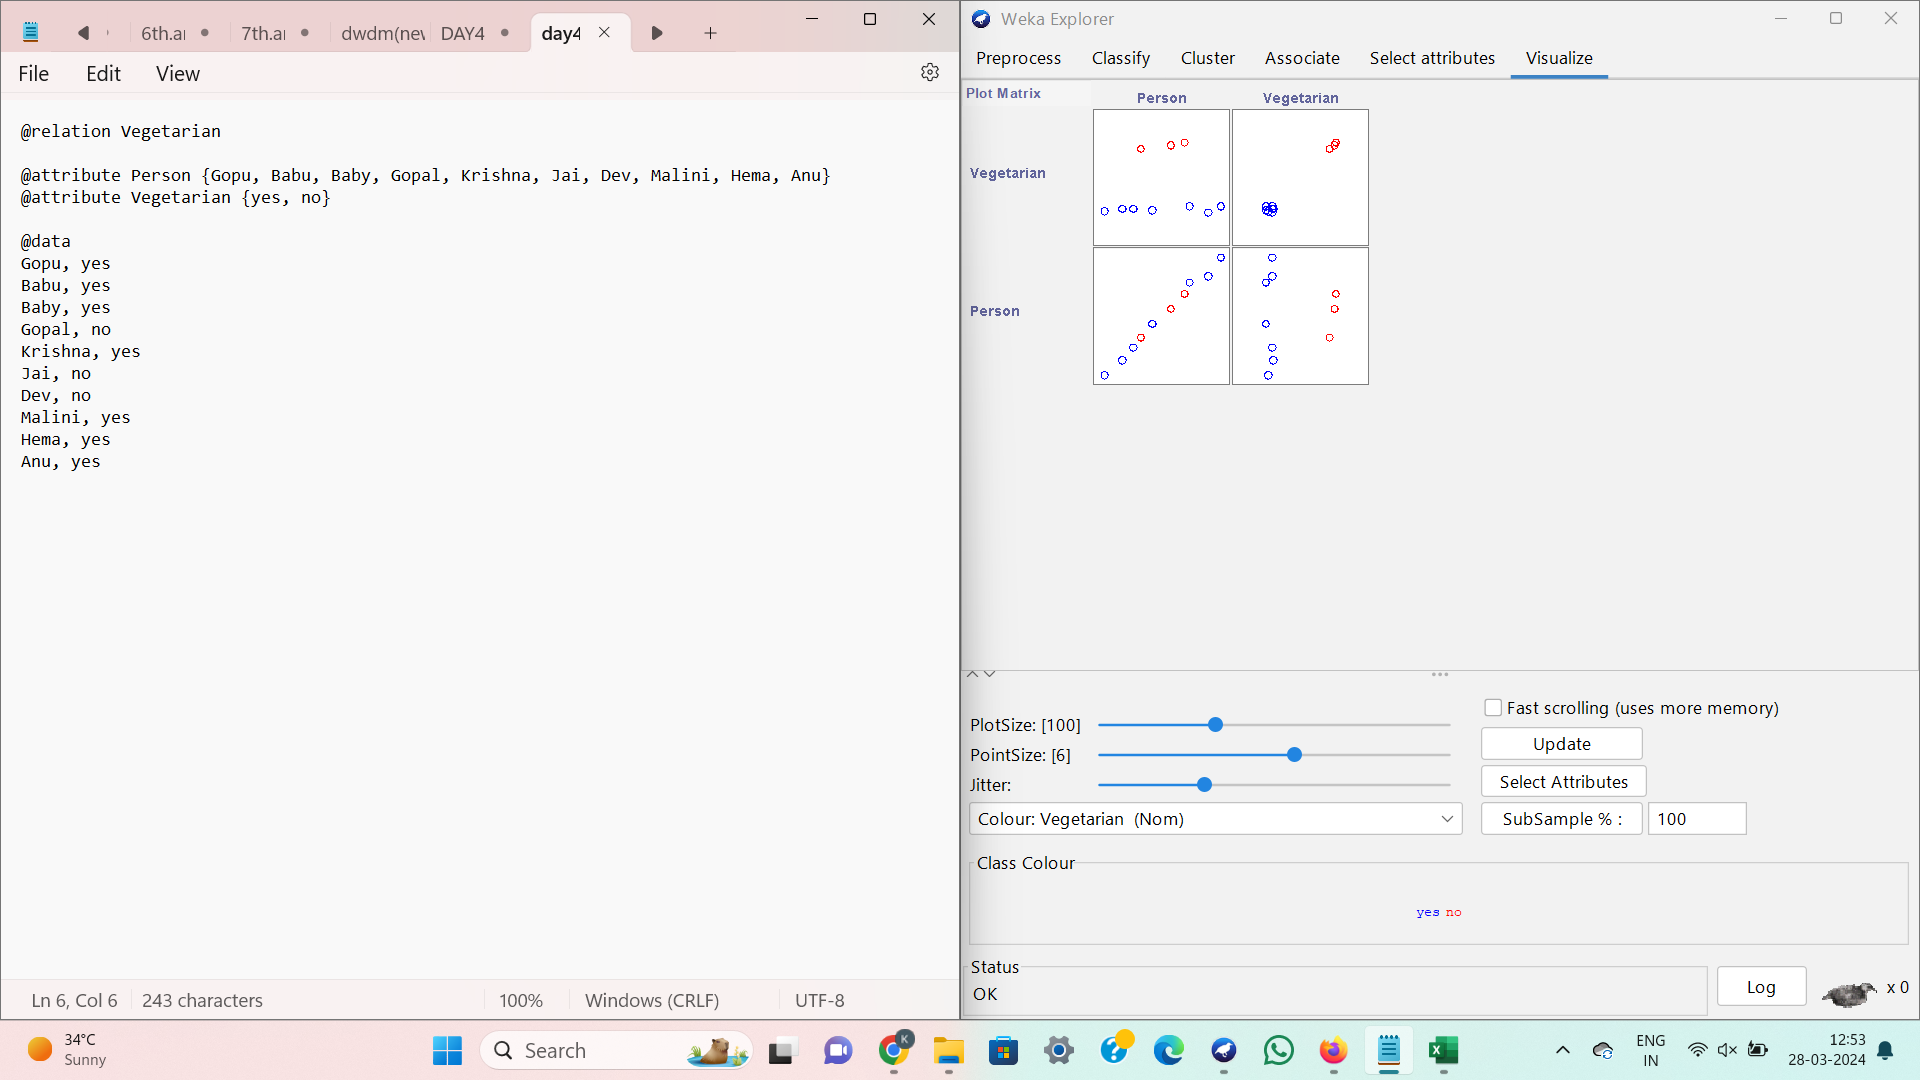 6th.ar
7th.ar
dwdm(nev
DAY4
day4
File
Edit
View
@relation Vegetarian
@attribute Person {Gopu, Babu, Baby, Gopal, Krishna, Jai, Dev, Malini, Hema, Anu}
@attribute Vegetarian {yes, no}
@data
Gopu, yes
Babu, yes
Baby, yes
Gopal, no
Krishna, yes
Jai, no
Dev, no
Malini, yes
Hema, yes
Anu, yes
Ln 6, Col 6
243 characters
100%
Windows (CRLF)
UTF-8
Weka Explorer
Preprocess
Classify
Cluster
Associate
Select attributes
Visualize
Plot Matrix
Person
Vegetarian
Vegetarian
Person
PlotSize: [100]
PointSize: [6]
Jitter:
Colour: Vegetarian (Nom)
Fast scrolling (uses more memory)
Update
Select Attributes
SubSample % :
100
Class Colour
yes no
Status
OK
Log
x 0
34°C
Sunny
Search
K
ENG
IN
12:53
28-03-2024